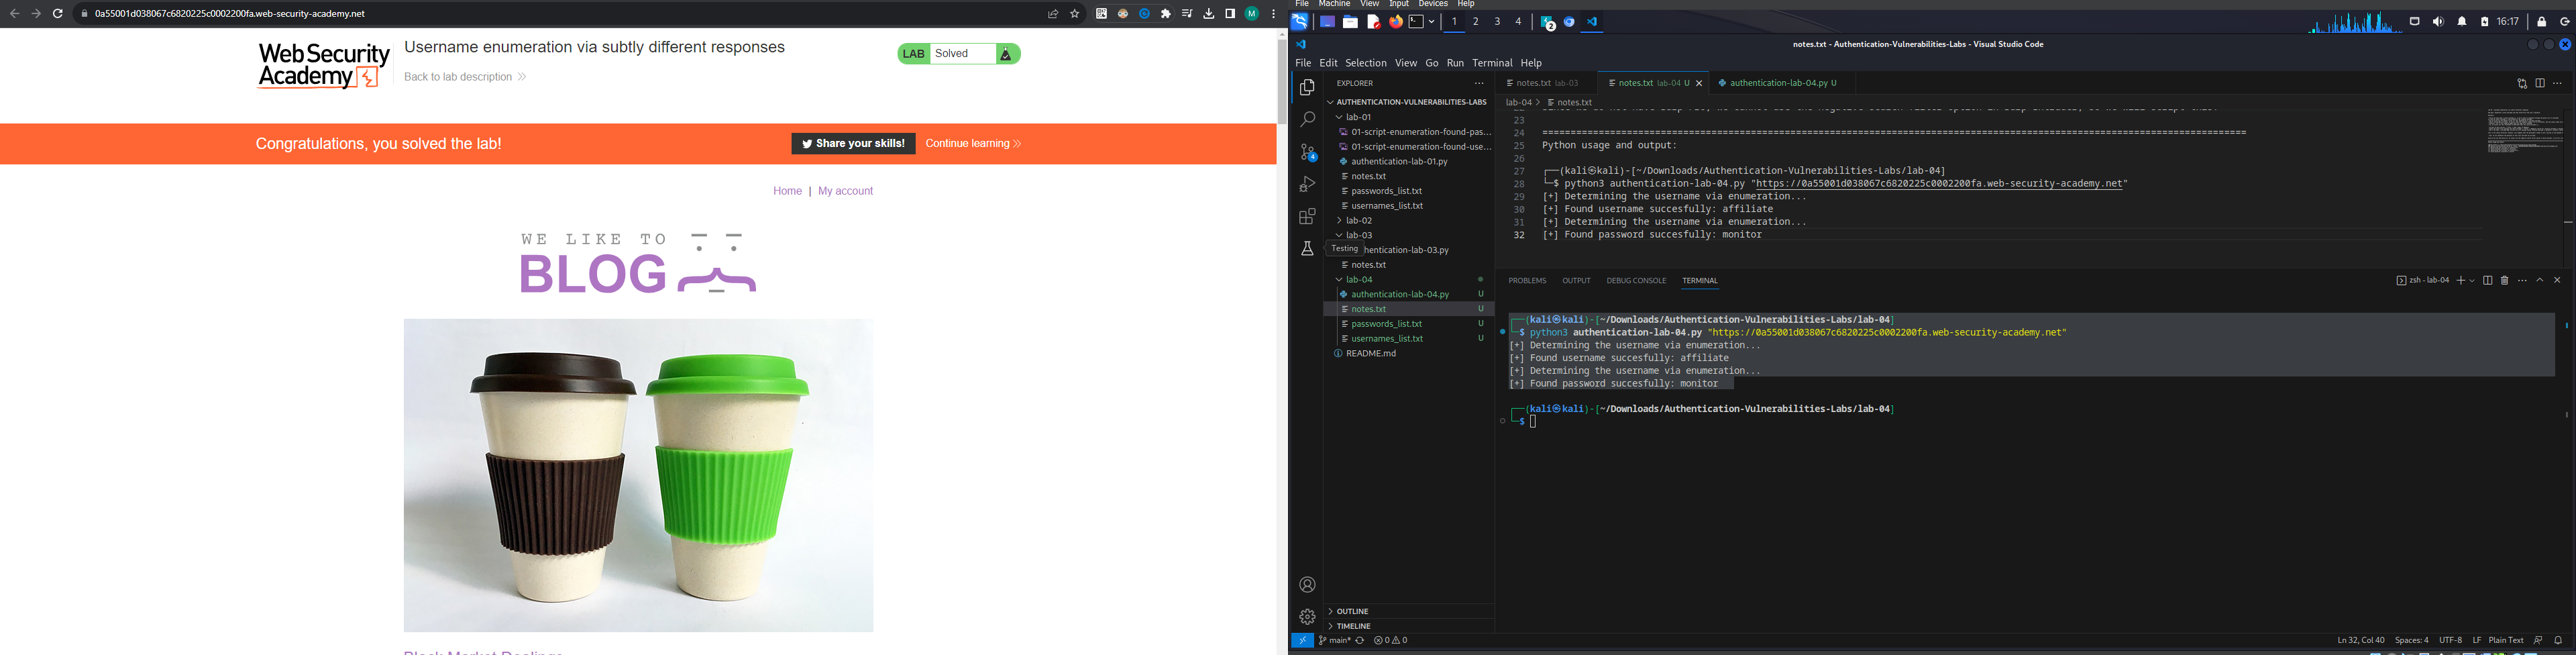 0a55001d038067c6820225c0002200fa.web-security-academy.net
M
Web Security
Academy
Username enumeration via subtly different responses
Back to lab description
LAB
Solved
Congratulations, you solved the lab!
Share your skills!
Continue learning
Home | My account
WE LIKE TO
BLOG
File Machine View Input Devices Help
1 2 3 4
2
16:17
notes.txt - Authentication-Vulnerabilities-Labs - Visual Studio Code
File Edit Selection View Go Run Terminal Help
EXPLORER
AUTHENTICATION-VULNERABILITIES-LABS
lab-01
01-script-enumeration-found-pas...
01-script-enumeration-found-use...
authentication-lab-01.py
notes.txt
passwords_list.txt
usernames_list.txt
lab-02
lab-03
Testing
hentication-lab-03.py
notes.txt
lab-04
authentication-lab-04.py U
notes.txt U
passwords_list.txt U
usernames_list.txt U
README.md
OUTLINE
TIMELINE
4
notes.txt lab-03
notes.txt lab-04 U
authentication-lab-04.py U
lab-04 > notes.txt
23
24 ================================================================================================================================
25 Python usage and output:
26
27 ┌──(kali㉿kali)-[~/Downloads/Authentication-Vulnerabilities-Labs/lab-04]
28 └─$ python3 authentication-lab-04.py "https://0a55001d038067c6820225c0002200fa.web-security-academy.net"
29 [+] Determining the username via enumeration...
30 [+] Found username succesfully: affiliate
31 [+] Determining the username via enumeration...
32 [+] Found password succesfully: monitor
PROBLEMS OUTPUT DEBUG CONSOLE TERMINAL
zsh - lab-04
┌──(kali㉿kali)-[~/Downloads/Authentication-Vulnerabilities-Labs/lab-04]
└─$ python3 authentication-lab-04.py "https://0a55001d038067c6820225c0002200fa.web-security-academy.net"
[+] Determining the username via enumeration...
[+] Found username succesfully: affiliate
[+] Determining the username via enumeration...
[+] Found password succesfully: monitor
┌──(kali㉿kali)-[~/Downloads/Authentication-Vulnerabilities-Labs/lab-04]
└─$
main* 0 0
Ln 32, Col 40 Spaces: 4 UTF-8 LF Plain Text